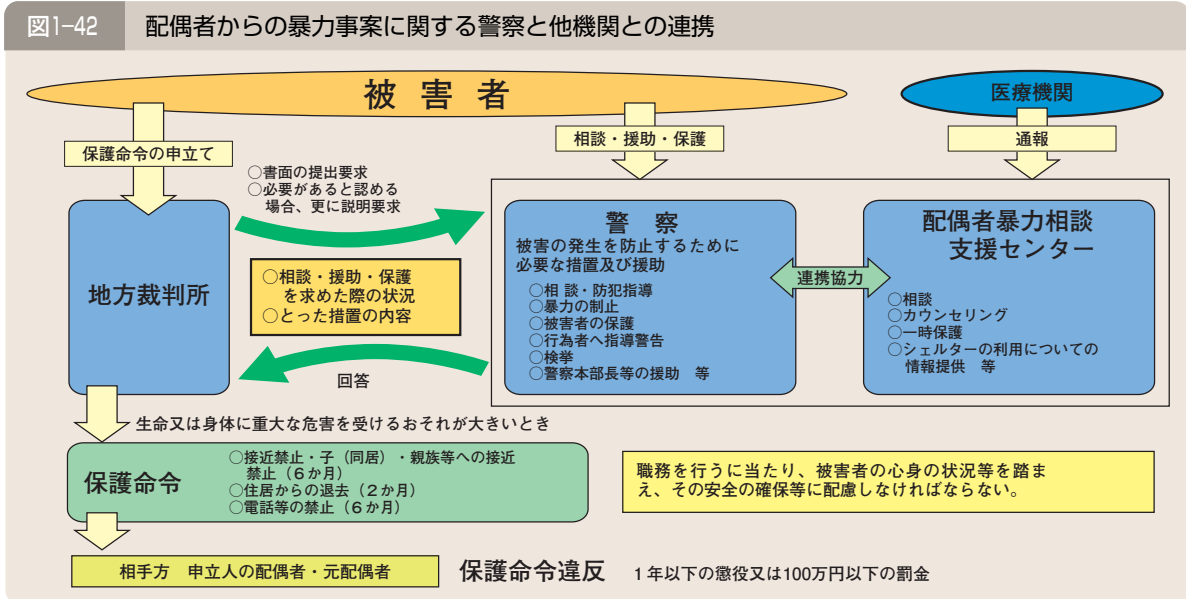 図1-42 配偶者からの暴力事案に関する警察と他機関との連携
被害者
医療機関
保護命令の申立て
相談・援助・保護
通報
○書面の提出要求
○必要があると認める
場合、更に説明要求
地方裁判所
○相談・援助・保護
を求めた際の状況
○とった措置の内容
回答
警 察
被害の発生を防止するために
必要な措置及び援助
○相 談・防犯指導
○暴力の制止
○被害者の保護
○行為者へ指導警告
○検挙
○警察本部長等の援助 等
連携協力
配偶者暴力相談
支援センター
○相談
○カウンセリング
○一時保護
○シェルターの利用についての
情報提供 等
生命又は身体に重大な危害を受けるおそれが大きいとき
保護命令
○接近禁止・子（同居）・親族等への接近
禁止（6か月）
○住居からの退去（2か月）
○電話等の禁止（6か月）
職務を行うに当たり、被害者の心身の状況等を踏ま
え、その安全の確保等に配慮しなければならない。
相手方 申立人の配偶者・元配偶者
保護命令違反 1年以下の懲役又は100万円以下の罰金